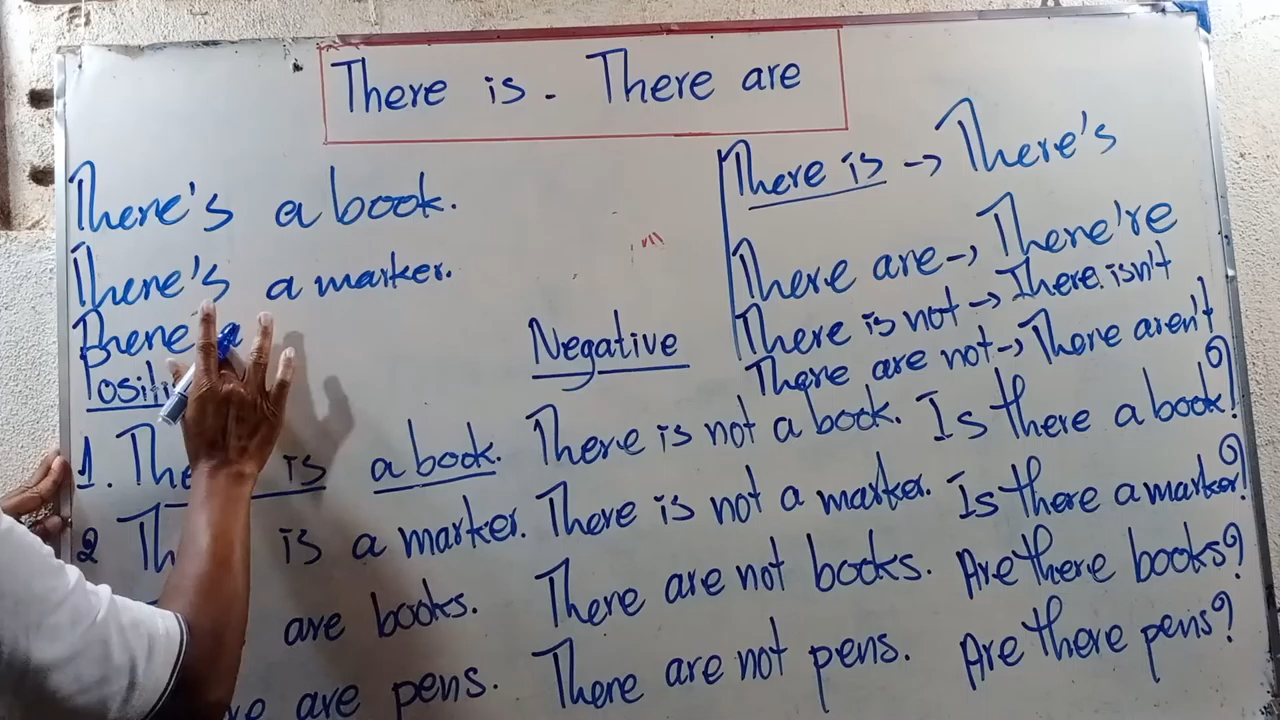 There is. There are
There's a book.
There's a marker.
There
There is → There's
There are → There're
There is not → There isn't
There are not → There aren't
Negative
1. is a book. There is not a book. Is there a book?
2 is a marker. There is not a marker. Is there a marker?
are books. There are not books. Are there books?
are pens. There are not pens. Are there pens?